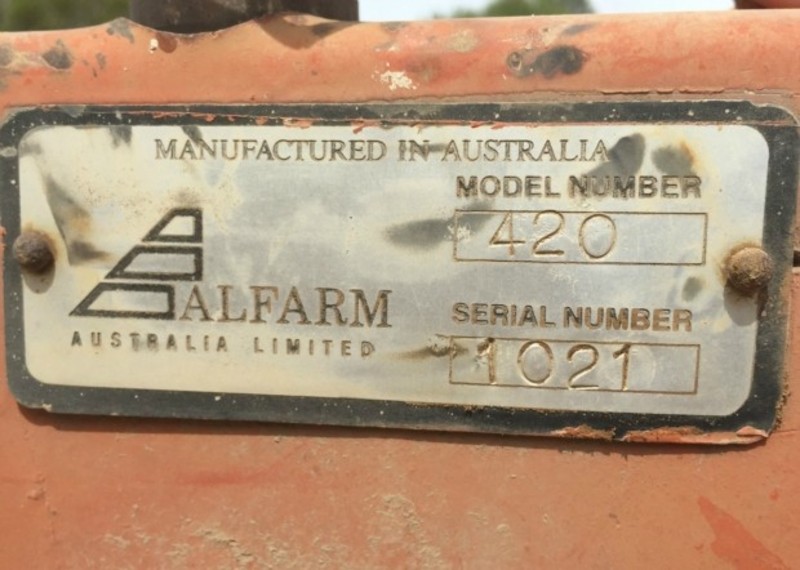 MANUFACTURED IN AUSTRALIA
MODEL NUMBER
420
ALFARM
AUSTRALIA LIMITED
SERIAL NUMBER
1021